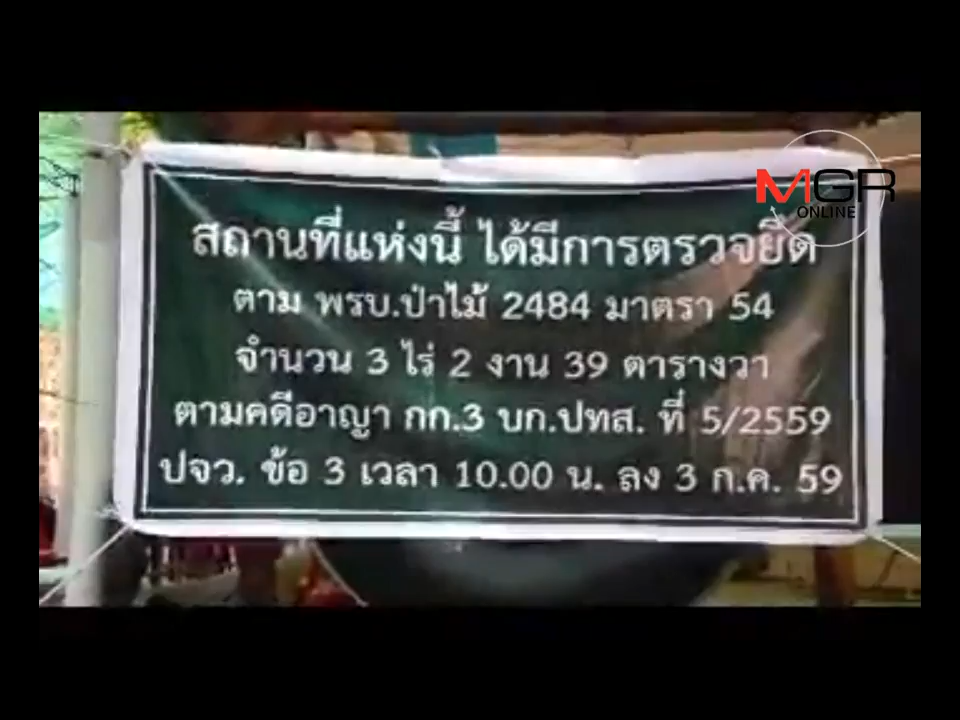 MGR
ONLINE
สถานที่แห่งนี้ ได้มีการตรวจยึด
ตาม พรบ.ป่าไม้ 2484 มาตรา 54
จำนวน 3 ไร่ 2 งาน 39 ตารางวา
ตามคดีอาญา กก.3 บก.ปทส. ที่ 5/2559
ปจว. ข้อ 3 เวลา 10.00 น. ลง 3 ก.ค. 59